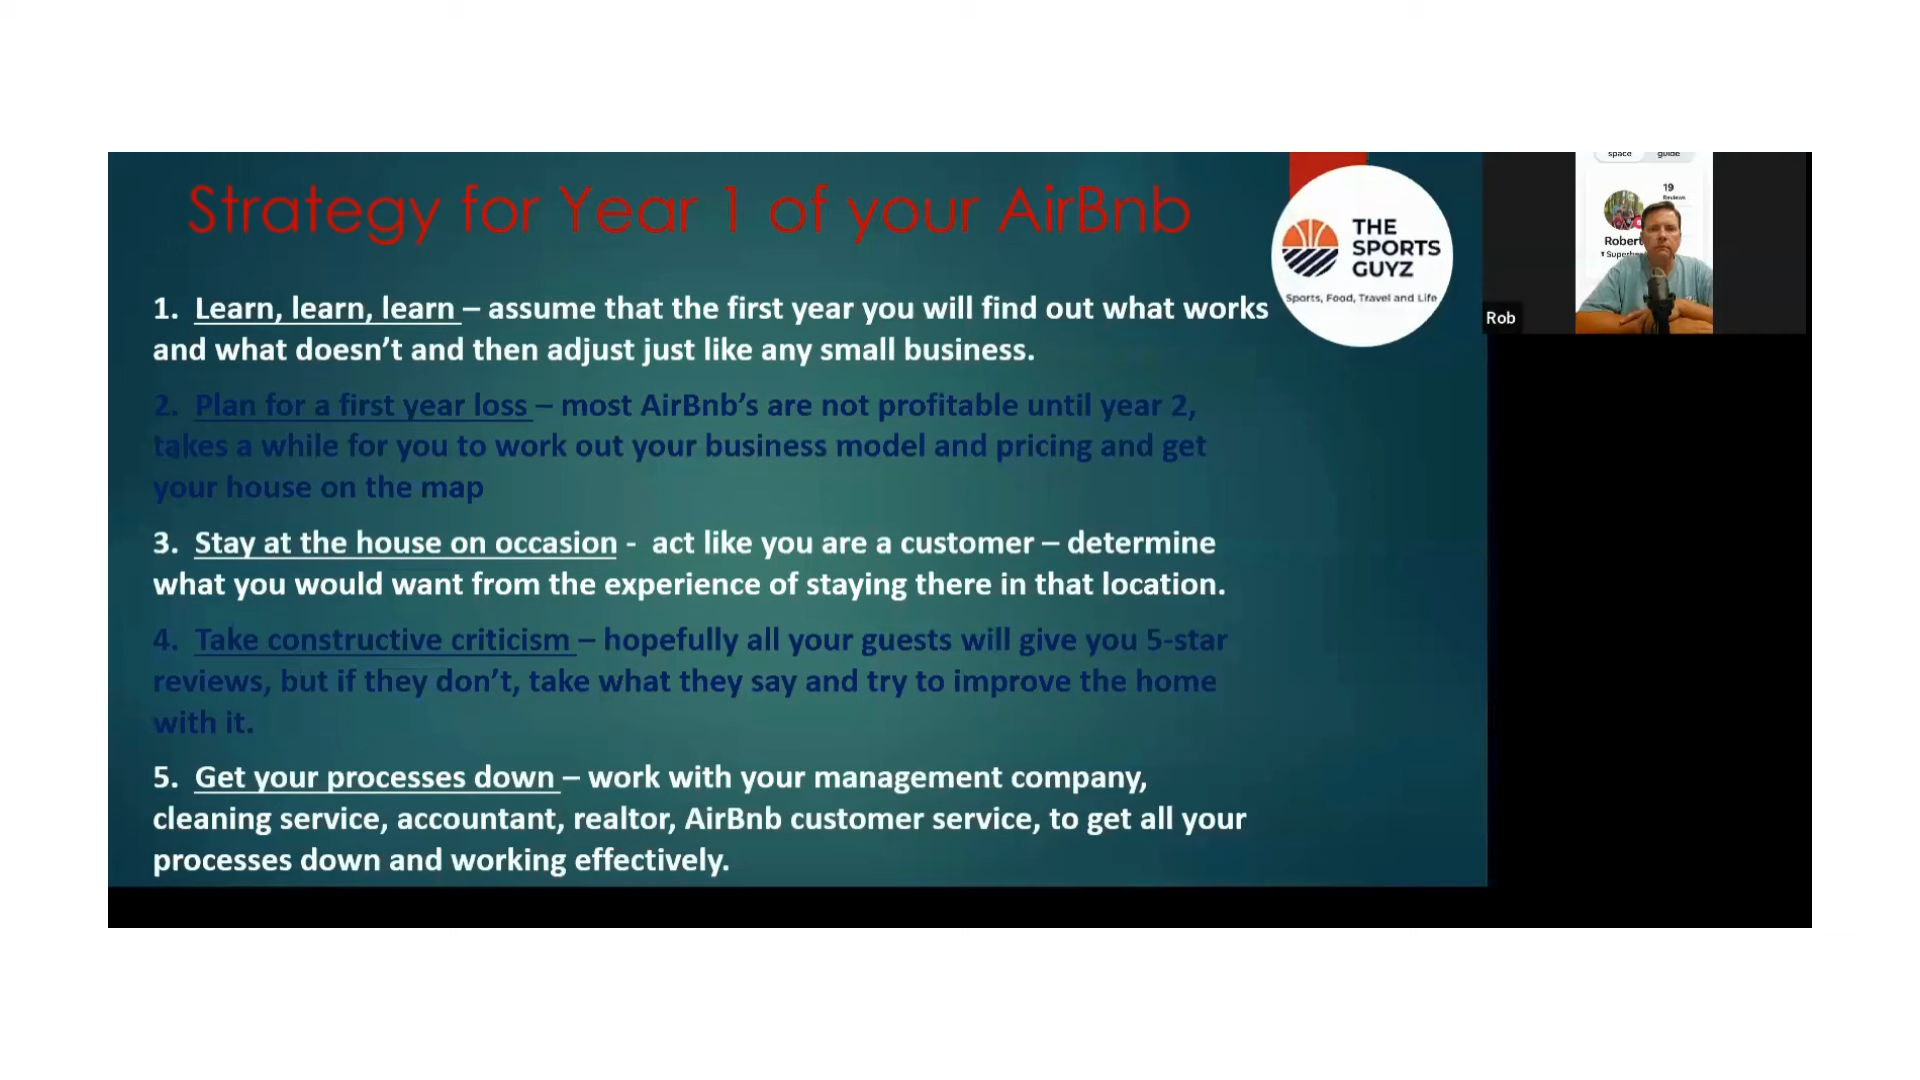 Strategy for Year 1 of your AirBnb
THE
SPORTS
GUYZ
Sports, Food, Travel and Life
1. Learn, learn, learn – assume that the first year you will find out what works
and what doesn’t and then adjust just like any small business.
2. Plan for a first year loss – most AirBnb’s are not profitable until year 2,
takes a while for you to work out your business model and pricing and get
your house on the map
3. Stay at the house on occasion - act like you are a customer – determine
what you would want from the experience of staying there in that location.
4. Take constructive criticism – hopefully all your guests will give you 5-star
reviews, but if they don’t, take what they say and try to improve the home
with it.
5. Get your processes down – work with your management company,
cleaning service, accountant, realtor, AirBnb customer service, to get all your
processes down and working effectively.
space guide
19
Reviews
Robert
Rob